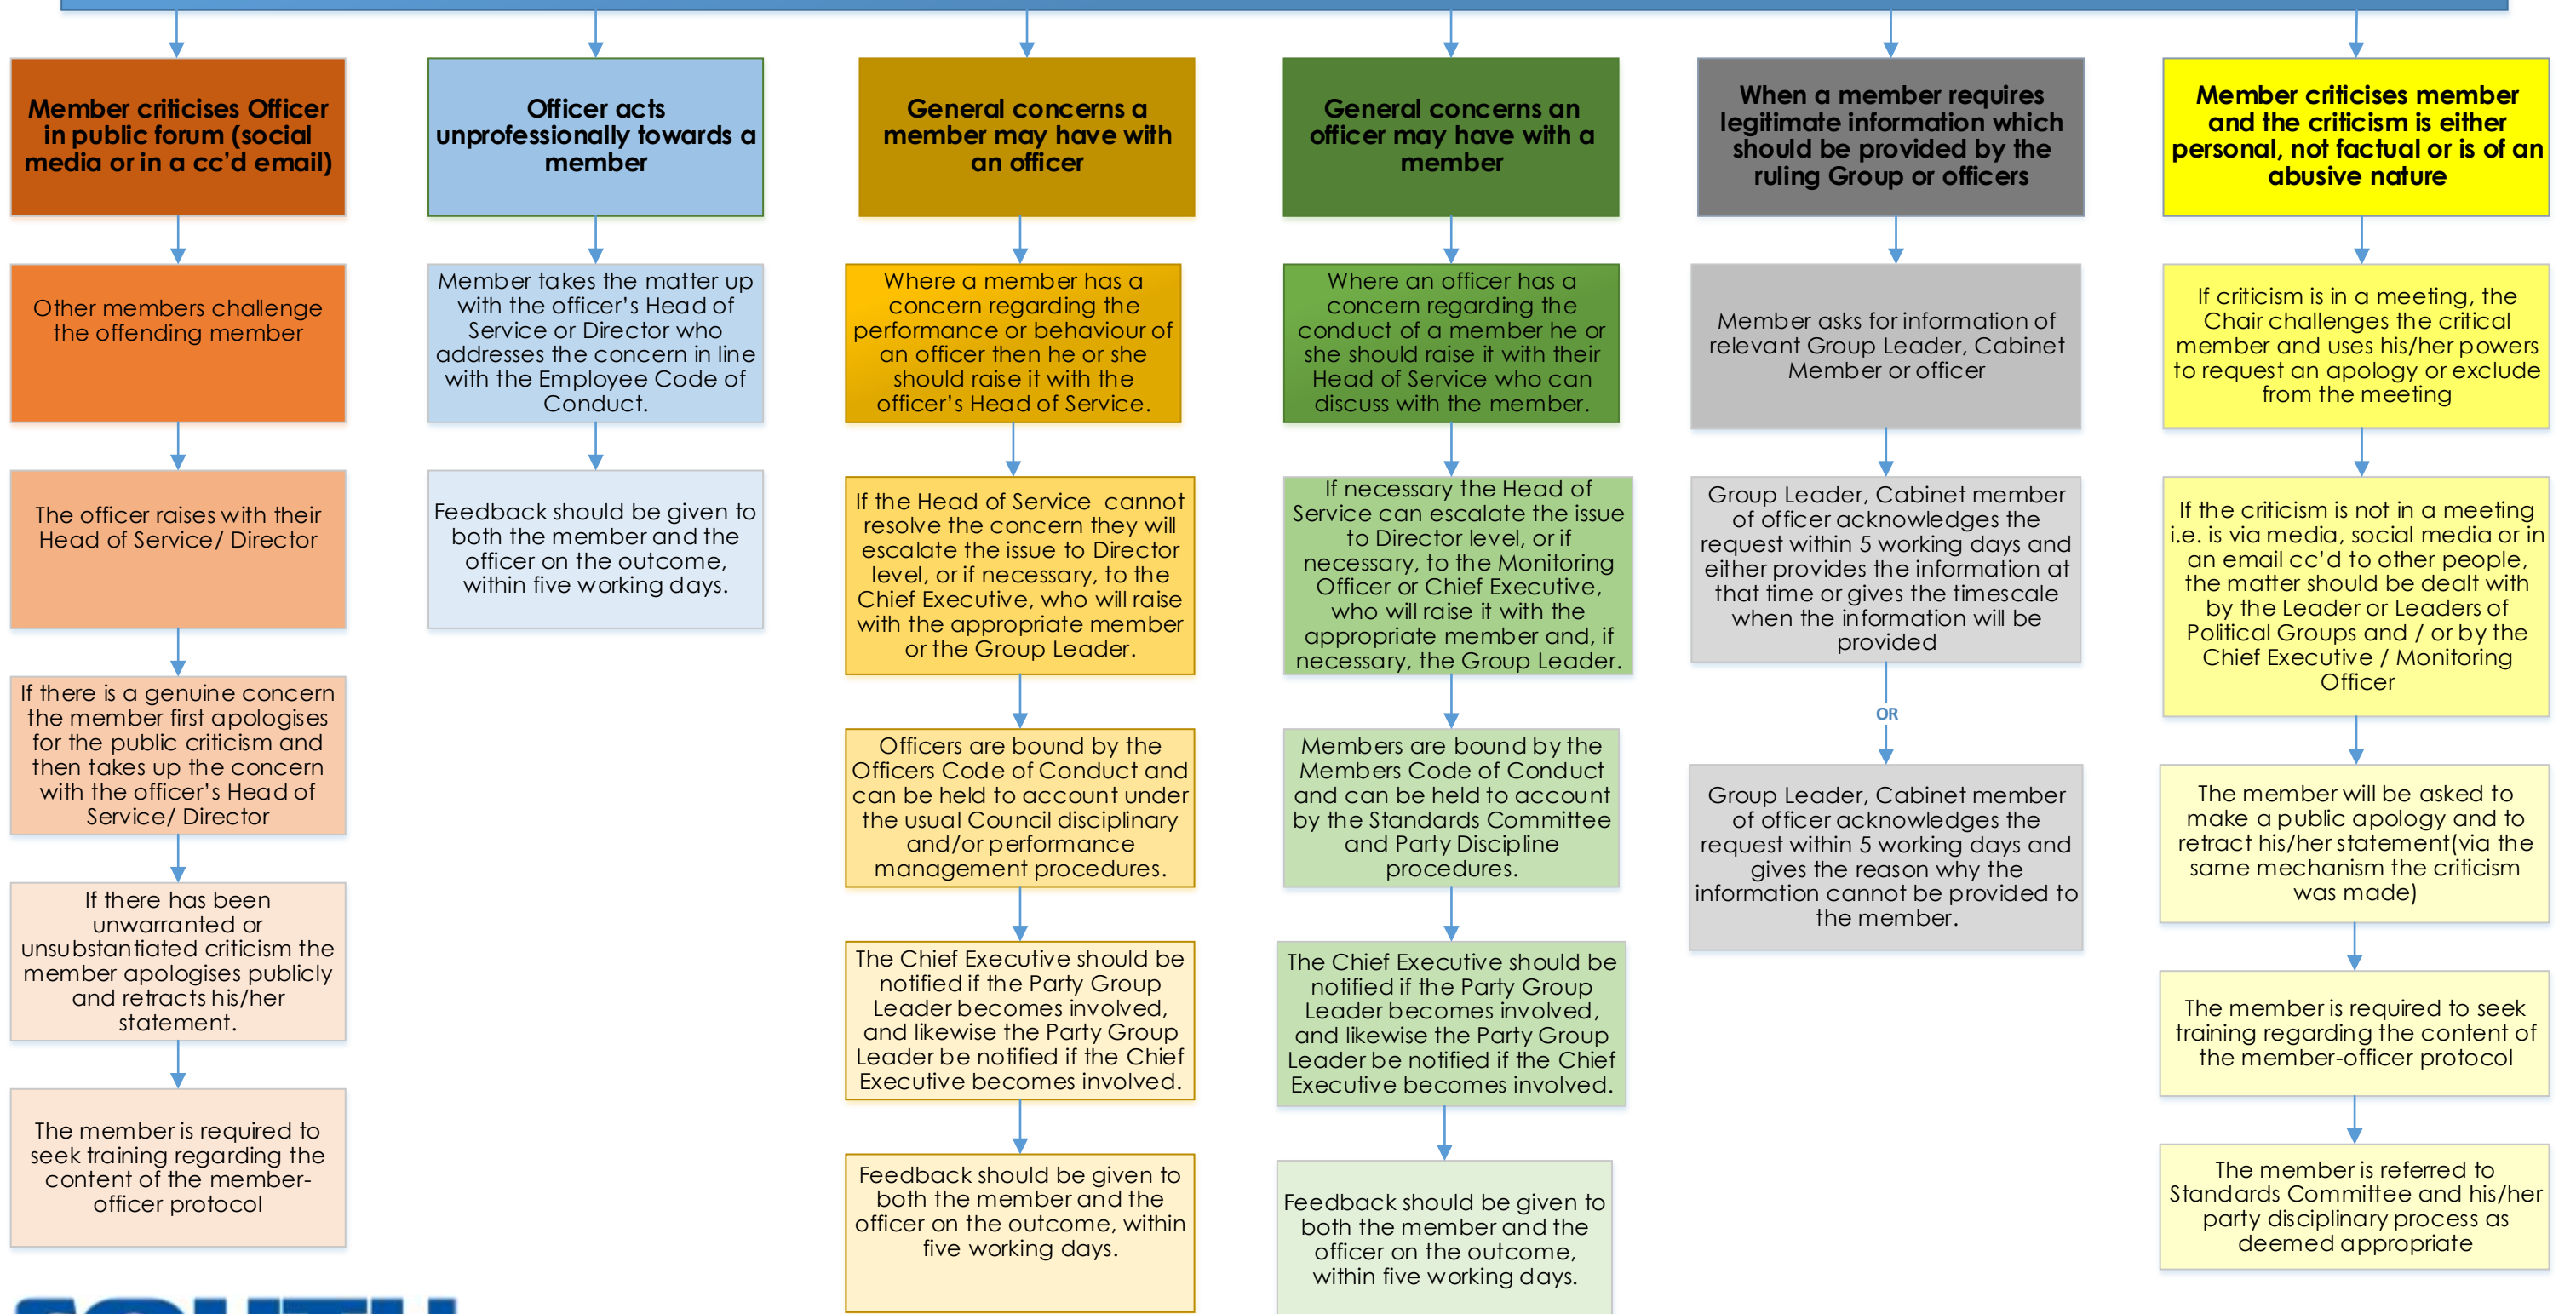 Member criticises Officer
in public forum (social
media or in a cc'd email)
Other members challenge
the offending member
The officer raises with their
Head of Service/ Director
If there is a genuine concern
the member first apologises
for the public criticism and
then takes up the concern
with the officer's Head of
Service/ Director
If there has been
unwarranted or
unsubstantiated criticism the
member apologises publicly
and retracts his/her
statement.
The member is required to
seek training regarding the
content of the member-
officer protocol
Officer acts
unprofessionally towards a
member
Member takes the matter up
with the officer's Head of
Service or Director who
addresses the concern in line
with the Employee Code of
Conduct.
Feedback should be given to
both the member and the
officer on the outcome,
within five working days.
General concerns a
member may have with
an officer
Where a member has a
concern regarding the
performance or behaviour of
an officer then he or she
should raise it with the
officer's Head of Service.
If the Head of Service cannot
resolve the concern they will
escalate the issue to Director
level, or if necessary, to the
Chief Executive, who will raise
with the appropriate member
or the Group Leader.
Officers are bound by the
Officers Code of Conduct and
can be held to account under
the usual Council disciplinary
and/or performance
management procedures.
The Chief Executive should be
notified if the Party Group
Leader becomes involved,
and likewise the Party Group
Leader be notified if the Chief
Executive becomes involved.
Feedback should be given to
both the member and the
officer on the outcome, within
five working days.
General concerns an
officer may have with a
member
Where an officer has a
concern regarding the
conduct of a member he or
she should raise it with their
Head of Service who can
discuss with the member.
If necessary the Head of
Service can escalate the issue
to Director level, or if
necessary, to the Monitoring
Officer or Chief Executive,
who will raise it with the
appropriate member and, if
necessary, the Group Leader.
Members are bound by the
Members Code of Conduct
and can be held to account
by the Standards Committee
and Party Discipline
procedures.
The Chief Executive should be
notified if the Party Group
Leader becomes involved,
and likewise the Party Group
Leader be notified if the Chief
Executive becomes involved.
Feedback should be given to
both the member and the
officer on the outcome,
within five working days.
When a member requires
legitimate information which
should be provided by the
ruling Group or officers
Member asks for information of
relevant Group Leader, Cabinet
Member or officer
Group Leader, Cabinet member
of officer acknowledges the
request within 5 working days and
either provides the information at
that time or gives the timescale
when the information will be
provided
OR
Group Leader, Cabinet member
of officer acknowledges the
request within 5 working days and
gives the reason why the
information cannot be provided to
the member.
Member criticises member
and the criticism is either
personal, not factual or is of an
abusive nature
If criticism is in a meeting, the
Chair challenges the critical
member and uses his/her powers
to request an apology or exclude
from the meeting
If the criticism is not in a meeting
i.e. is via media, social media or in
an email cc'd to other people,
the matter should be dealt with
by the Leader or Leaders of
Political Groups and / or by the
Chief Executive / Monitoring
Officer
The member will be asked to
make a public apology and to
retract his/her statement(via the
same mechanism the criticism
was made)
The member is required to seek
training regarding the content of
the member-officer protocol
The member is referred to
Standards Committee and his/her
party disciplinary process as
deemed appropriate
SOUTH